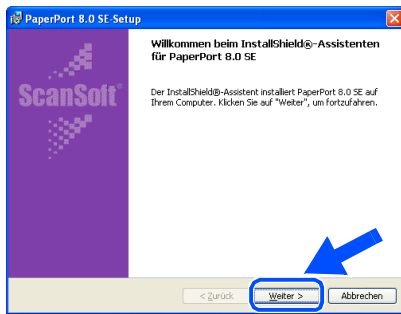 PaperPort 8.0 SE-Setup
Willkommen beim InstallShield®-Assistenten
für PaperPort 8.0 SE
ScanSoft®
Der InstallShield®-Assistent installiert PaperPort 8.0 SE auf
Ihrem Computer. Klicken Sie auf "Weiter", um fortzufahren.
< Zurück
Weiter >
Abbrechen